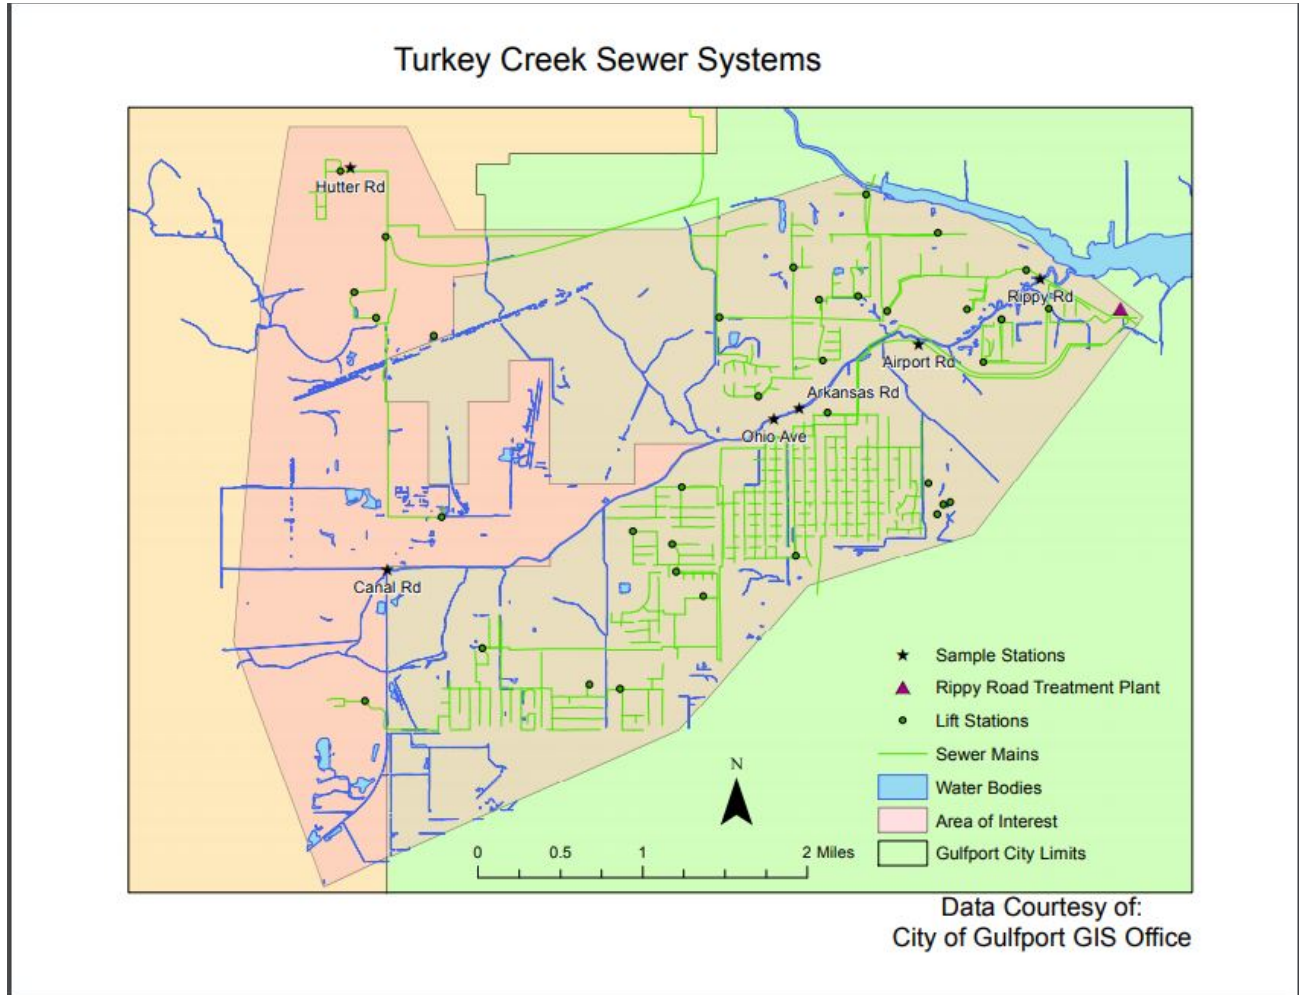 Turkey Creek Sewer Systems
Hutter Rd
Rippy Rd
Airport Rd
Arkansas Rd
Ohio Ave
Canal Rd
Sample Stations
Rippy Road Treatment Plant
Lift Stations
Sewer Mains
Water Bodies
Area of Interest
Gulfport City Limits
N
0 0.5 1 2 Miles
Data Courtesy of:
City of Gulfport GIS Office